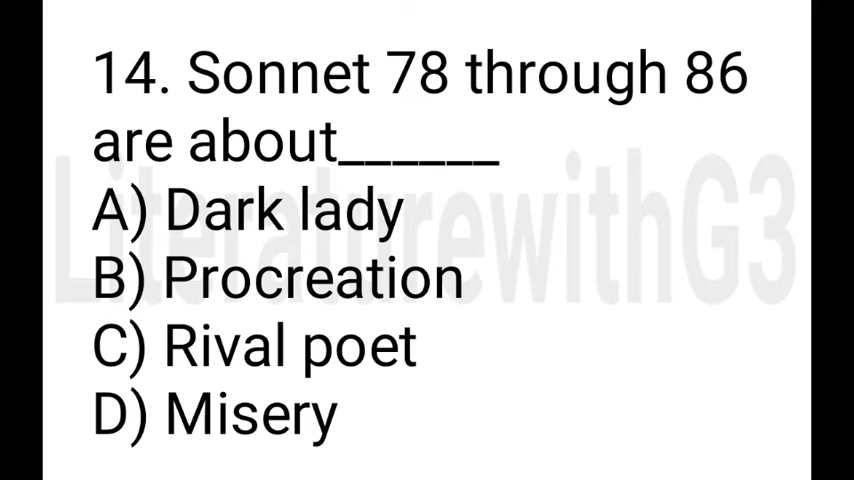 14. Sonnet 78 through 86
are about______
A) Dark lady
B) Procreation
C) Rival poet
D) Misery
LiteraturewithG3